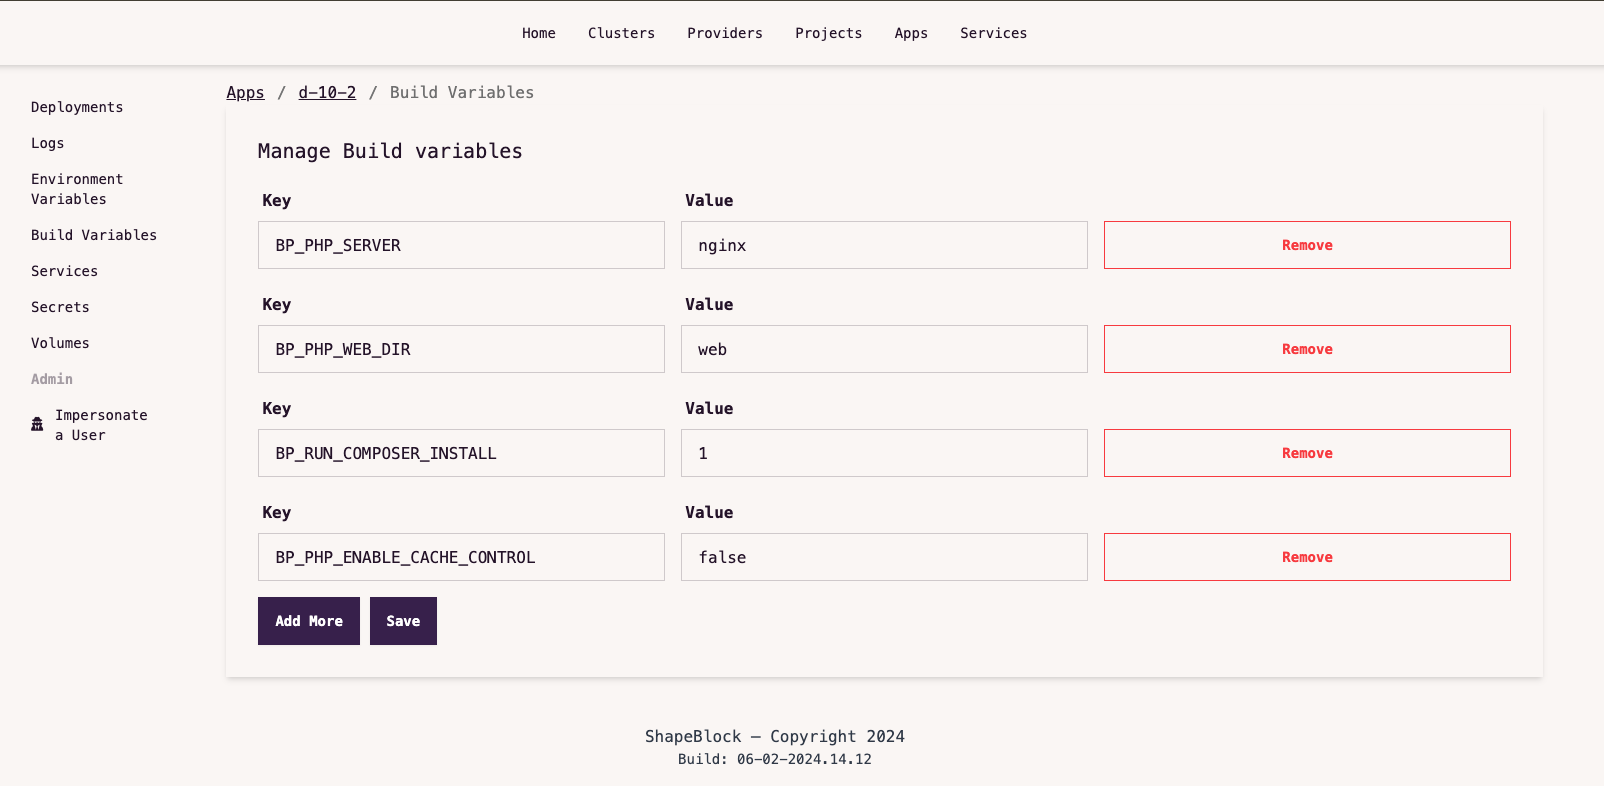 Home Clusters Providers Projects Apps Services
Apps / d-10-2 / Build Variables
Deployments
Logs
Environment
Variables
Build Variables
Services
Secrets
Volumes
Admin
Impersonate
a User
Manage Build variables
Key Value
BP_PHP_SERVER nginx Remove
Key Value
BP_PHP_WEB_DIR web Remove
Key Value
BP_RUN_COMPOSER_INSTALL 1 Remove
Key Value
BP_PHP_ENABLE_CACHE_CONTROL false Remove
Add More Save
ShapeBlock — Copyright 2024
Build: 06-02-2024.14.12